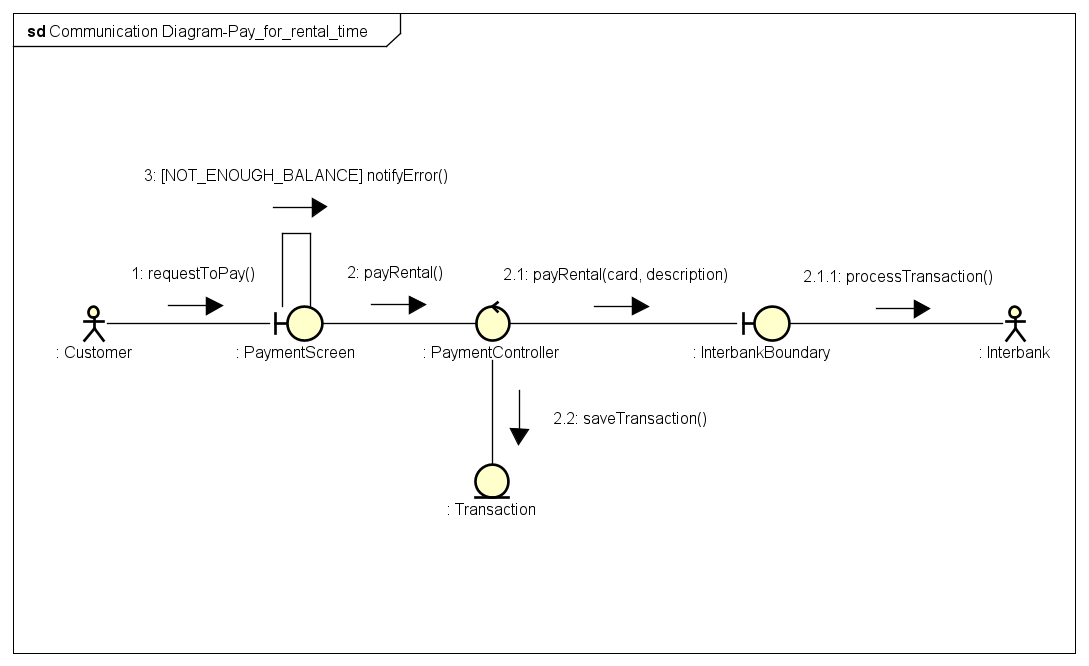 sd Communication Diagram-Pay_for_rental_time
3: [NOT_ENOUGH_BALANCE] notifyError()
1: requestToPay()
2: payRental()
2.1: payRental(card, description)
2.1.1: processTransaction()
: Customer
: PaymentScreen
: PaymentController
: InterbankBoundary
: Interbank
2.2: saveTransaction()
: Transaction